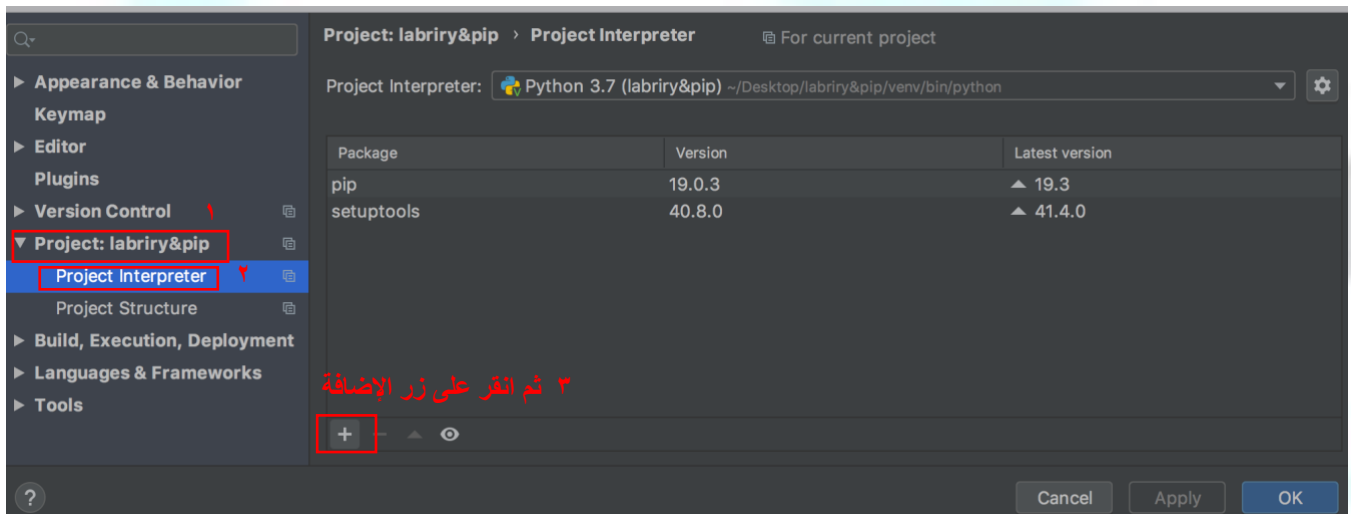 Project: labriry&pip › Project Interpreter For current project
Appearance & Behavior
Project Interpreter: Python 3.7 (labriry&pip) ~/Desktop/labriry&pip/venv/bin/python
Keymap
Editor
Package Version Latest version
Plugins
pip 19.0.3 19.3
Version Control ١
setuptools 40.8.0 41.4.0
Project: labriry&pip
Project Interpreter ٢
Project Structure
Build, Execution, Deployment
Languages & Frameworks
٣ ثم انقر على زر الإضافة
Tools
?
Cancel Apply OK